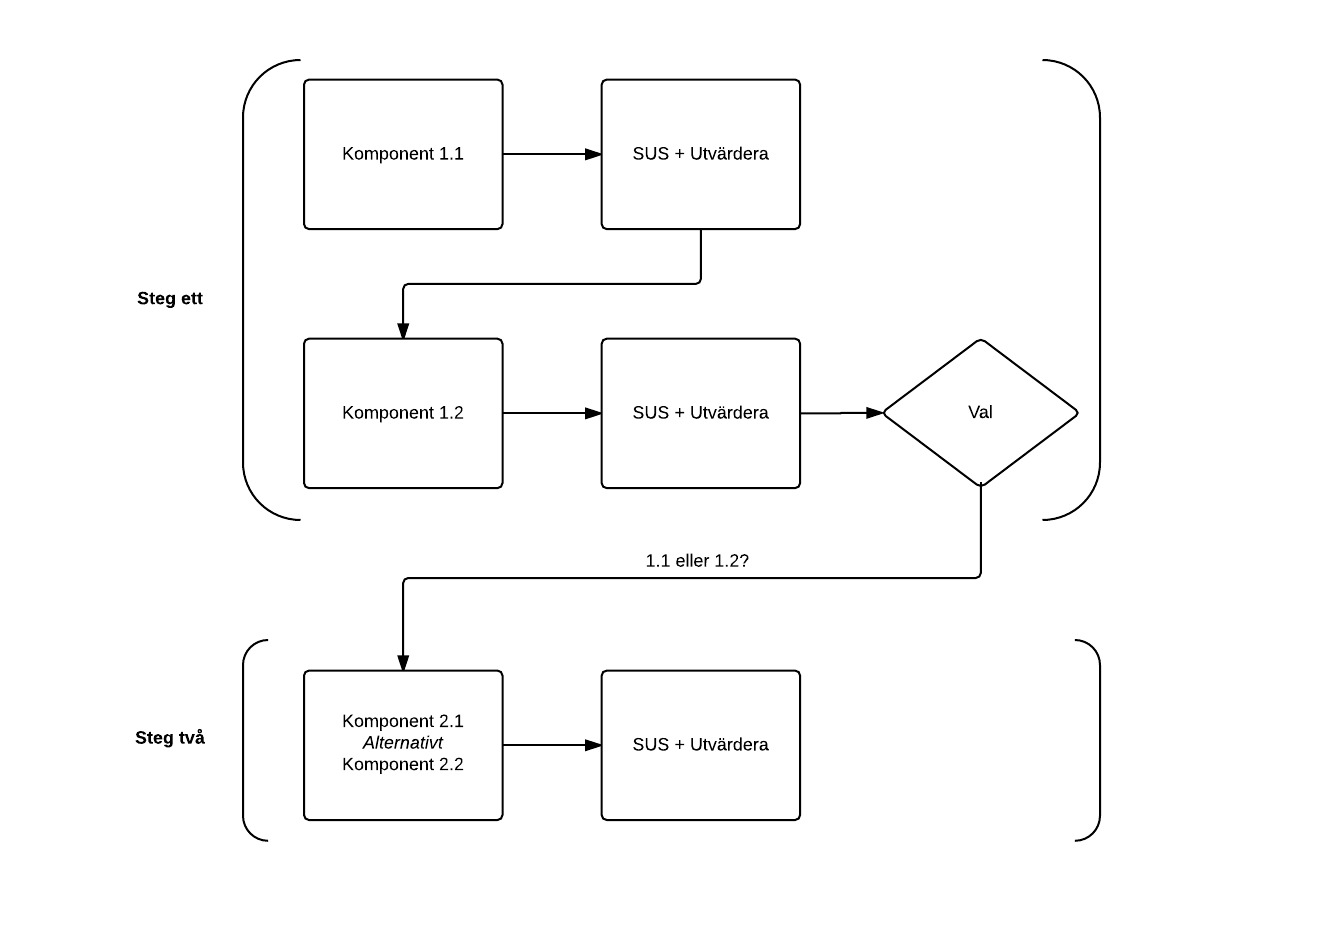 Komponent 1.1
SUS + Utvärdera
Steg ett
Komponent 1.2
SUS + Utvärdera
Val
1.1 eller 1.2?
Steg två
Komponent 2.1
Alternativt
Komponent 2.2
SUS + Utvärdera